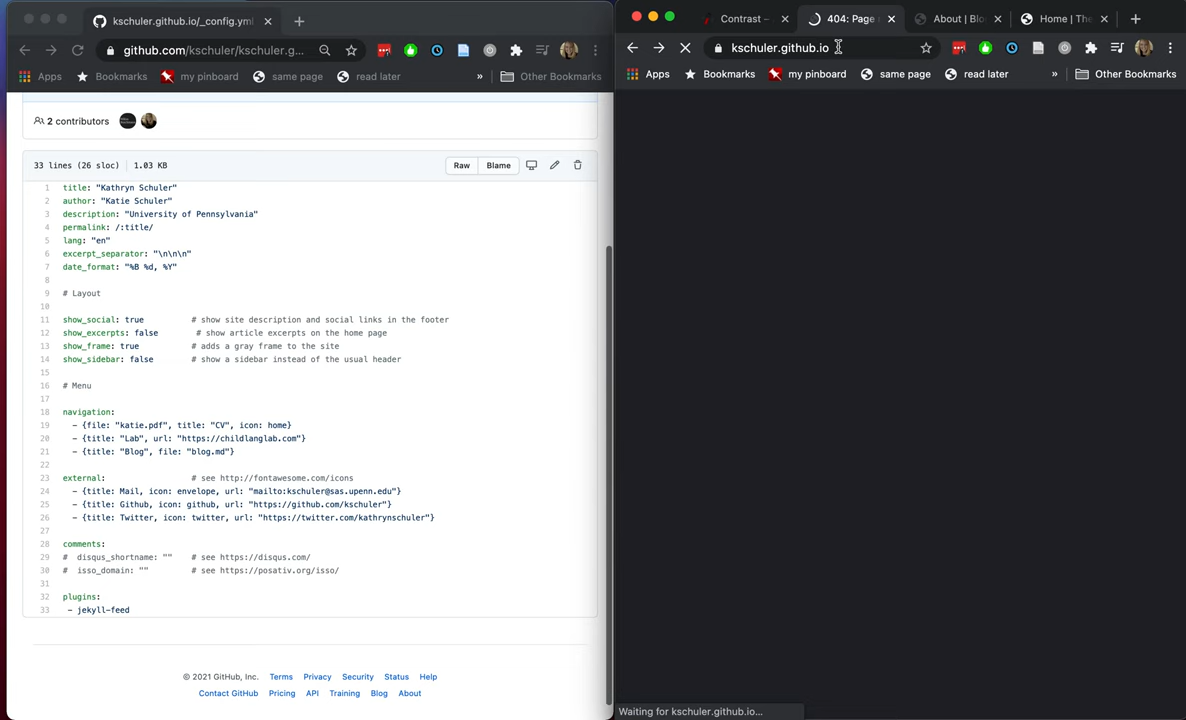 kschuler.github.io/_config.yml
github.com/kschuler/kschuler.g...
Apps Bookmarks my pinboard same page read later » Other Bookmarks
2 contributors
33 lines (26 sloc) 1.03 KB Raw Blame
1 title: "Kathryn Schuler"
2 author: "Katie Schuler"
3 description: "University of Pennsylvania"
4 permalink: /:title/
5 lang: "en"
6 excerpt_separator: "\n\n\n"
7 date_format: "%B %d, %Y"
8
9 # Layout
10
11 show_social: true # show site description and social links in the footer
12 show_excerpts: false # show article excerpts on the home page
13 show_frame: true # adds a gray frame to the site
14 show_sidebar: false # show a sidebar instead of the usual header
15
16 # Menu
17
18 navigation:
19 - {file: "katie.pdf", title: "CV", icon: home}
20 - {title: "Lab", url: "https://childlanglab.com"}
21 - {title: "Blog", file: "blog.md"}
22
23 external: # see http://fontawesome.com/icons
24 - {title: Mail, icon: envelope, url: "mailto:kschuler@sas.upenn.edu"}
25 - {title: Github, icon: github, url: "https://github.com/kschuler"}
26 - {title: Twitter, icon: twitter, url: "https://twitter.com/kathrynschuler"}
27
28 comments:
29 # disqus_shortname: "" # see https://disqus.com/
30 # isso_domain: "" # see https://posativ.org/isso/
31
32 plugins:
33 - jekyll-feed
© 2021 GitHub, Inc. Terms Privacy Security Status Help
Contact GitHub Pricing API Training Blog About
Contrast – 404: Page About | Blo Home | The
kschuler.github.io
Apps Bookmarks my pinboard same page read later » Other Bookmarks
Waiting for kschuler.github.io...